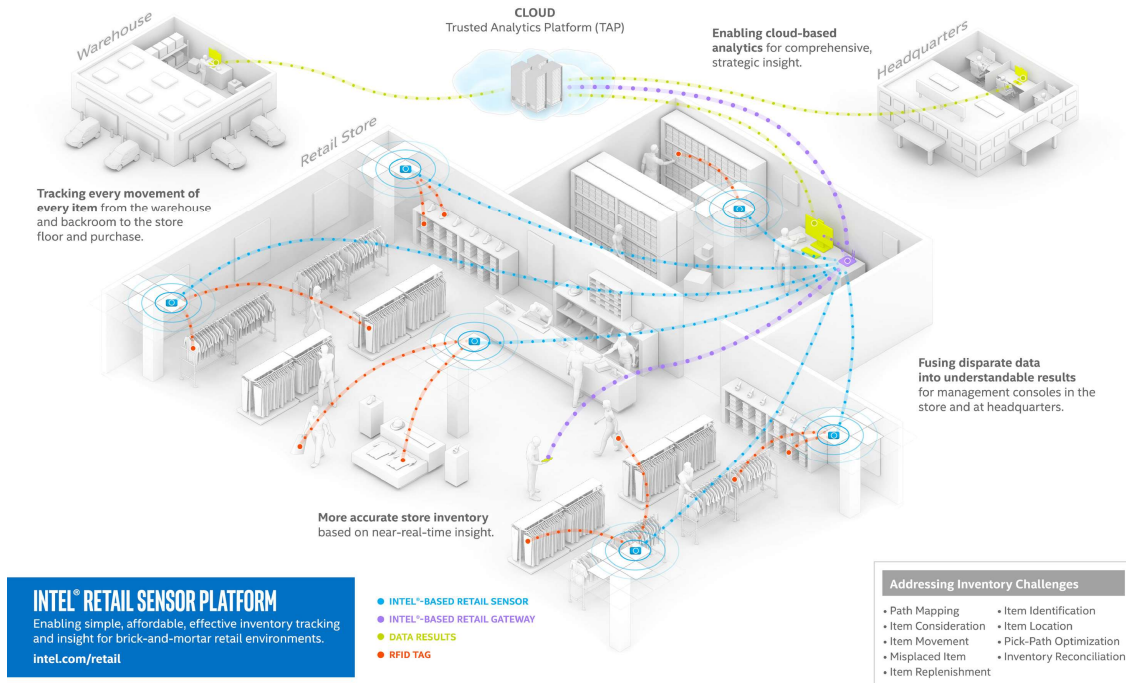 CLOUD
Trusted Analytics Platform (TAP)
Warehouse
Enabling cloud-based
analytics for comprehensive,
strategic insight.
Headquarters
Retail Store
Tracking every movement of
every item from the warehouse
and backroom to the store
floor and purchase.
Fusing disparate data
into understandable results
for management consoles in the
store and at headquarters.
More accurate store inventory
based on near-real-time insight.
INTEL® RETAIL SENSOR PLATFORM
Enabling simple, affordable, effective inventory tracking
and insight for brick-and-mortar retail environments.
intel.com/retail
INTEL®-BASED RETAIL SENSOR
INTEL®-BASED RETAIL GATEWAY
DATA RESULTS
RFID TAG
Addressing Inventory Challenges
• Path Mapping
• Item Consideration
• Item Movement
• Misplaced Item
• Item Replenishment
• Item Identification
• Item Location
• Pick-Path Optimization
• Inventory Reconciliation